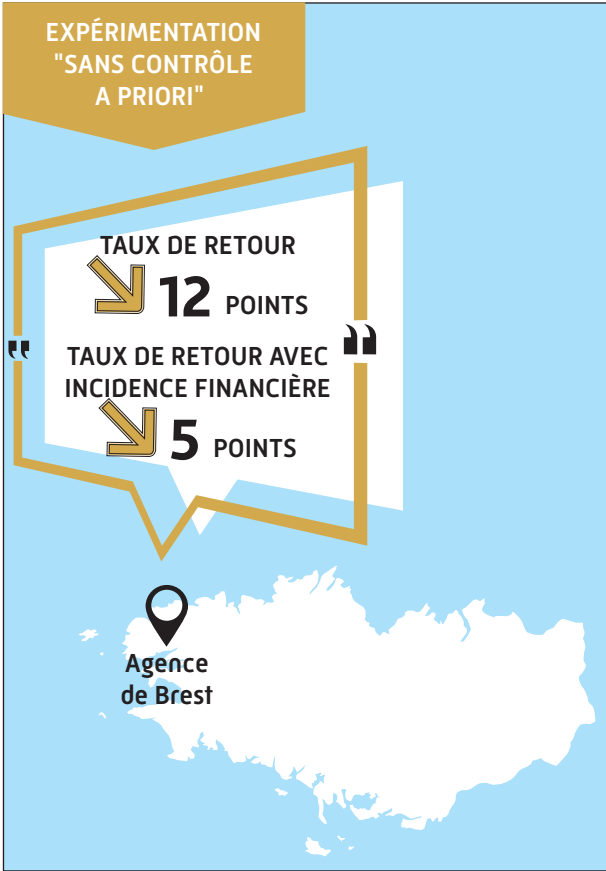 EXPÉRIMENTATION
"SANS CONTRÔLE
A PRIORI"
TAUX DE RETOUR
12 POINTS
TAUX DE RETOUR AVEC
INCIDENCE FINANCIÈRE
5 POINTS
Agence
de Brest